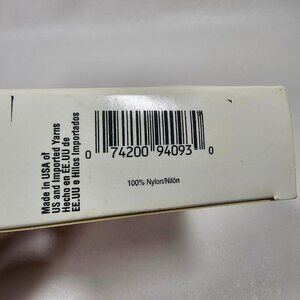 Made in USA of
US and Imported Yarns
Hecho en EE.UU de
EE.UU e Hilos Importados
0 74200 94093 0
100% Nylon/Nilón